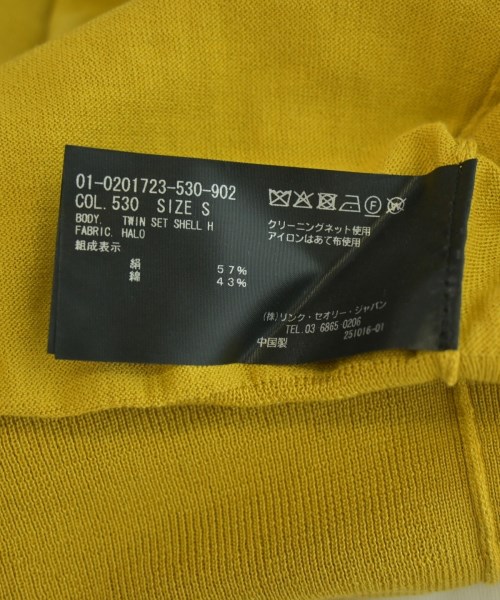 01-0201723-530-902
COL. 530 SIZE S
BODY. TWIN SET SHELL H
FABRIC. HALO
組成表示
絹 57%
綿 43%
クリーニングネット使用
アイロンはあて布使用
(株)リンク・セオリー・ジャパン
TEL. 03 6865 0206
中国製 251016-01